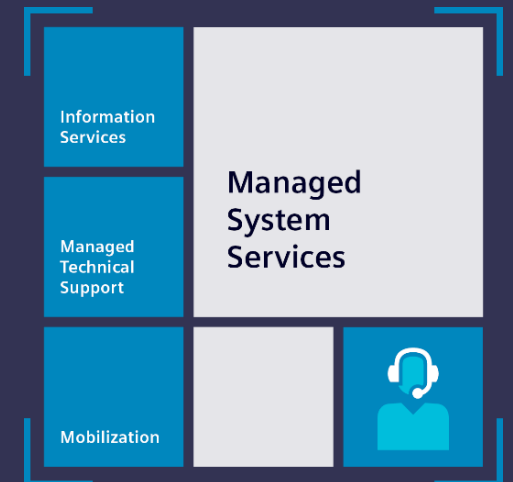 Information
Services
Managed
System
Services
Managed
Technical
Support
Mobilization